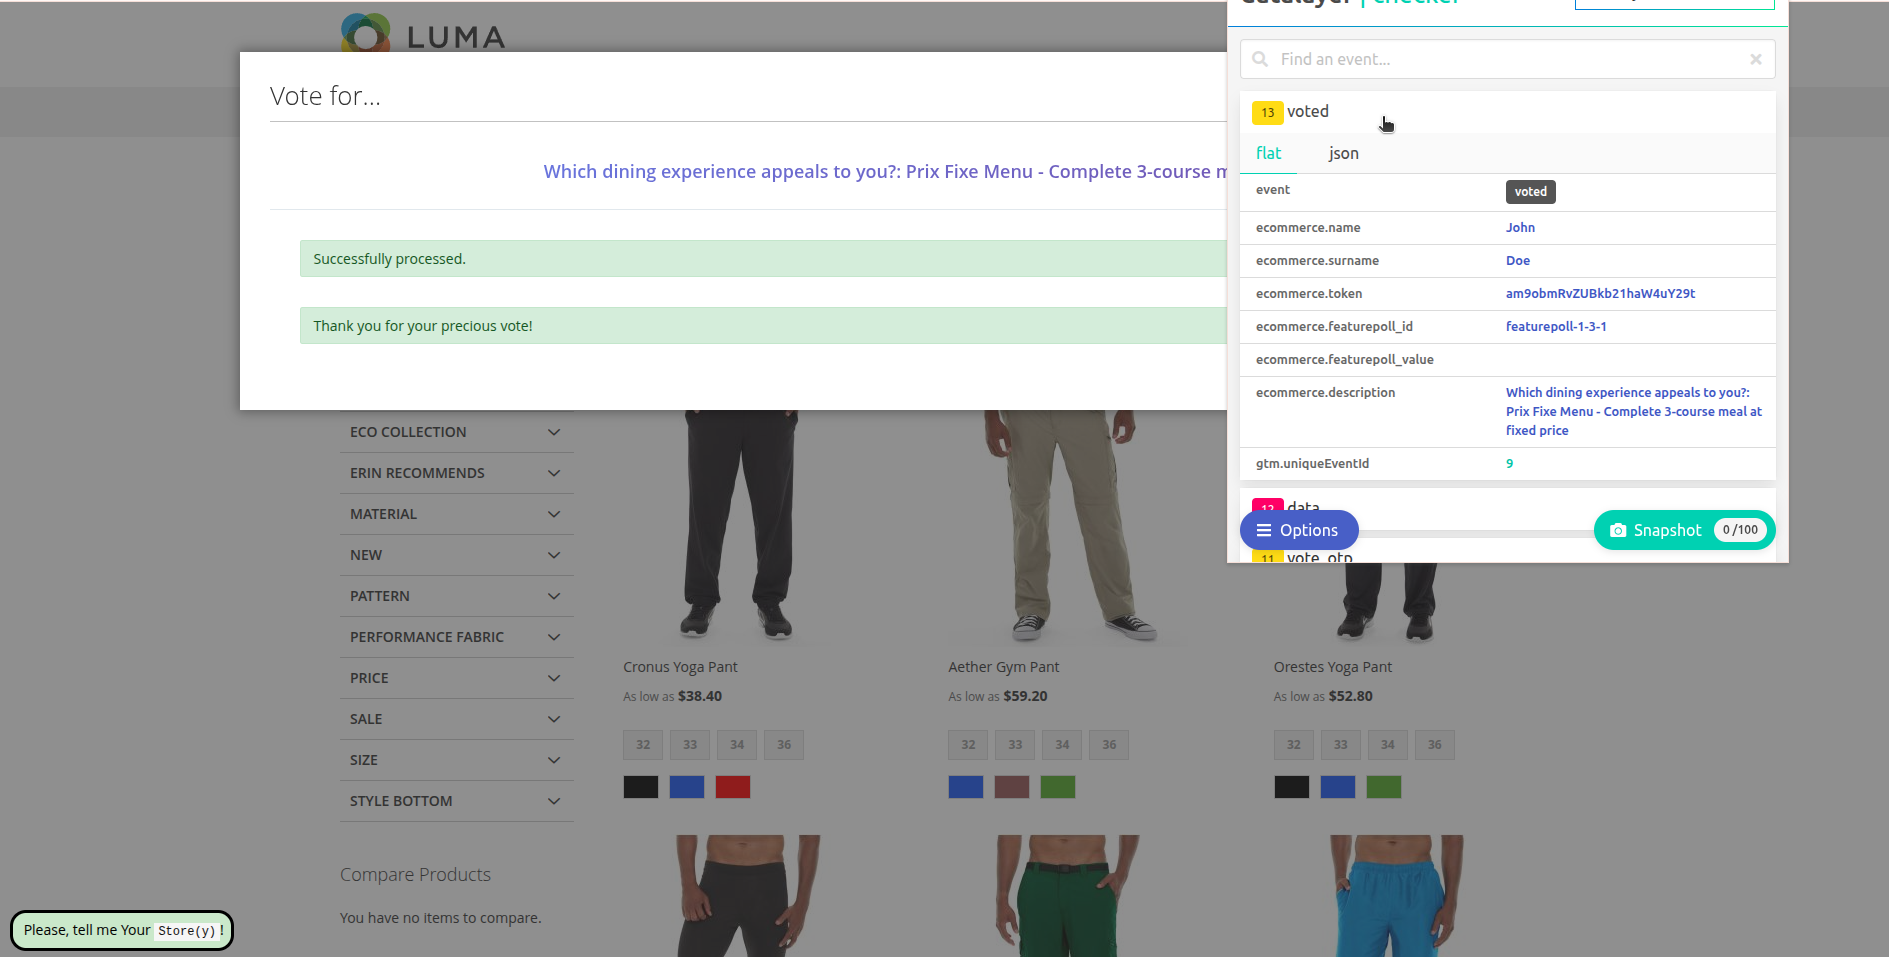 LUMA
Vote for...
Which dining experience appeals to you?: Prix Fixe Menu - Complete 3-course
Successfully processed.
Thank you for your precious vote!
Datalayer | checker
Find an event...
13 voted
flat json
event voted
ecommerce.name John
ecommerce.surname Doe
ecommerce.token am9obmRvZUBkb21haW4uY29t
ecommerce.featurepoll_id featurepoll-1-3-1
ecommerce.featurepoll_value
ecommerce.description Which dining experience appeals to you?:
Prix Fixe Menu - Complete 3-course meal at
fixed price
gtm.uniqueEventId 9
12 data
Options
Snapshot 0 /100
11 vote_otp
ECO COLLECTION
ERIN RECOMMENDS
MATERIAL
NEW
PATTERN
PERFORMANCE FABRIC
PRICE
SALE
SIZE
STYLE BOTTOM
Cronus Yoga Pant
As low as $38.40
32 33 34 36
Aether Gym Pant
As low as $59.20
32 33 34 36
Orestes Yoga Pant
As low as $52.80
32 33 34 36
Compare Products
You have no items to compare.
Please, tell me Your Store(y) !